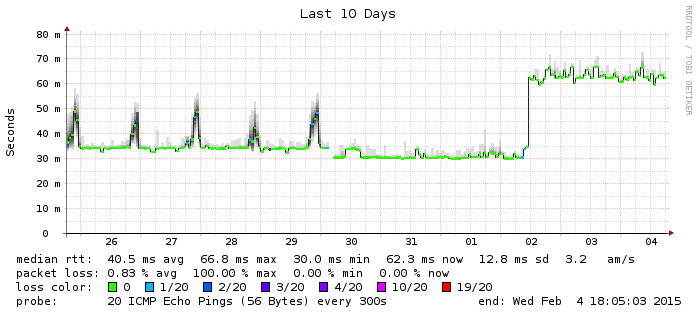 Last 10 Days
RRDTOOL / TOBI OETIKER
Seconds
80 m
70 m
60 m
50 m
40 m
30 m
20 m
10 m
0
26 27 28 29 30 31 01 02 03 04
median rtt: 40.5 ms avg 66.8 ms max 30.0 ms min 62.3 ms now 12.8 ms sd 3.2 am/s
packet loss: 0.83 % avg 100.00 % max 0.00 % min 0.00 % now
loss color: 0 1/20 2/20 3/20 4/20 10/20 19/20
probe: 20 ICMP Echo Pings (56 Bytes) every 300s end: Wed Feb 4 18:05:03 2015